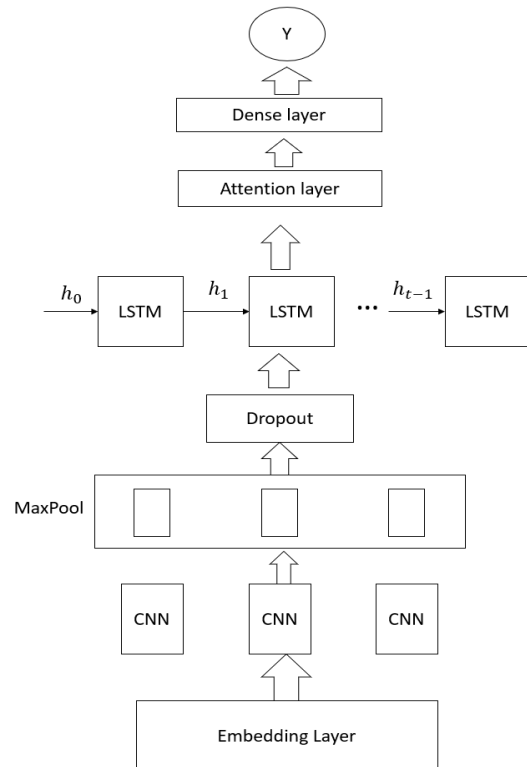 Y
Dense layer
Attention layer
h₀ h₁ hₜ₋₁
LSTM LSTM ... LSTM
Dropout
MaxPool
CNN CNN CNN
Embedding Layer